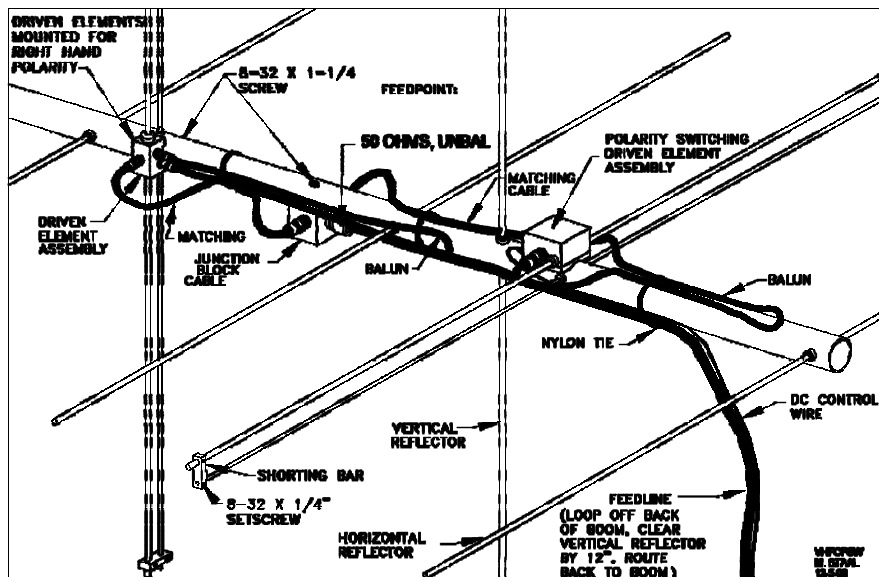 DRIVEN ELEMENTS
MOUNTED FOR
RIGHT HAND
POLARITY
8-32 X 1-1/4
SCREW
FEEDPOINT:
50 OHMS, UNBAL
POLARITY SWITCHING
DRIVEN ELEMENT
ASSEMBLY
MATCHING
CABLE
DRIVEN
ELEMENT
ASSEMBLY
MATCHING
JUNCTION
BLOCK
CABLE
BALUN
BALUN
NYLON TIE
DC CONTROL
WIRE
VERTICAL
REFLECTOR
SHORTING BAR
8-32 X 1/4"
SETSCREW
HORIZONTAL
REFLECTOR
FEEDLINE
(LOOP OFF BACK
OF BOOM, CLEAR
VERTICAL REFLECTOR
BY 12". ROUTE
BACK TO BOOM)